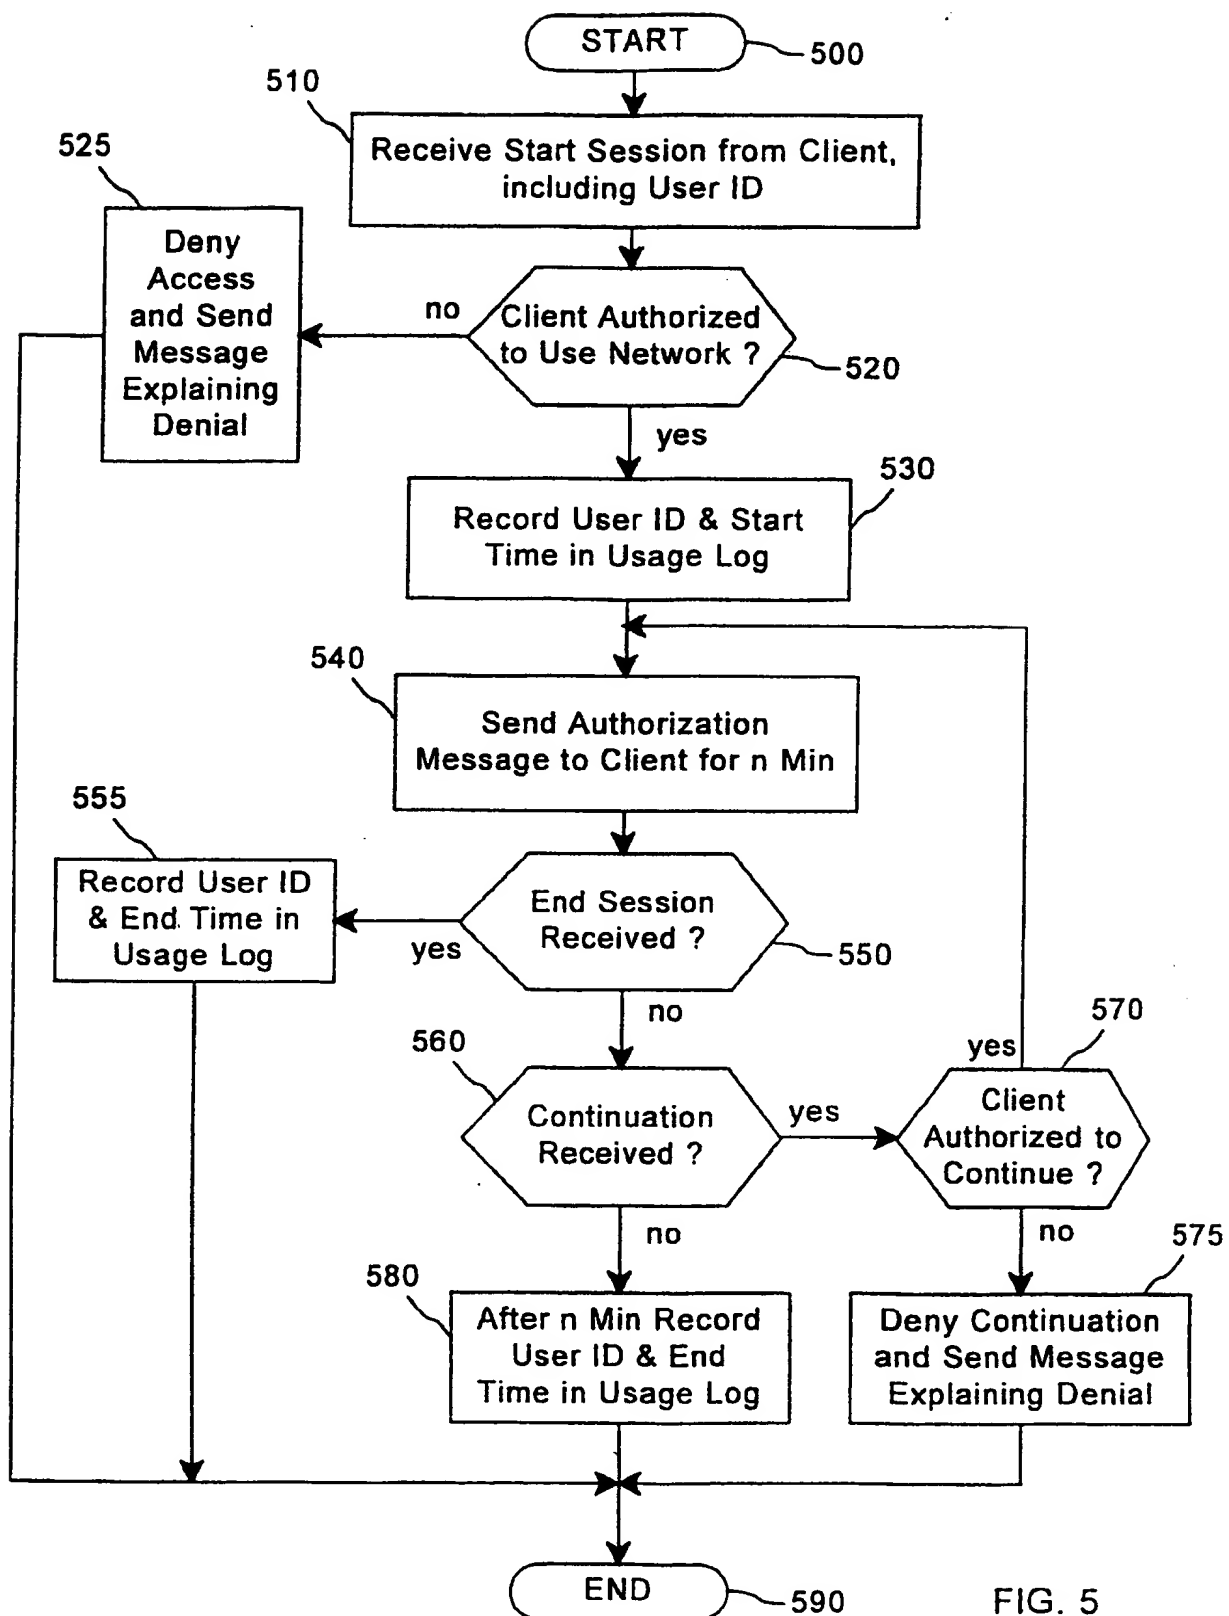 START
500
510
Receive Start Session from Client,
including User ID
525
Deny
Access
and Send
Message
Explaining
Denial
no
Client Authorized
to Use Network ?
520
yes
530
Record User ID & Start
Time in Usage Log
540
Send Authorization
Message to Client for n Min
555
Record User ID
& End Time in
Usage Log
yes
End Session
Received ?
550
no
560
Continuation
Received ?
yes
570
yes
Client
Authorized to
Continue ?
no
no
575
580
After n Min Record
User ID & End
Time in Usage Log
Deny Continuation
and Send Message
Explaining Denial
END
590
FIG. 5